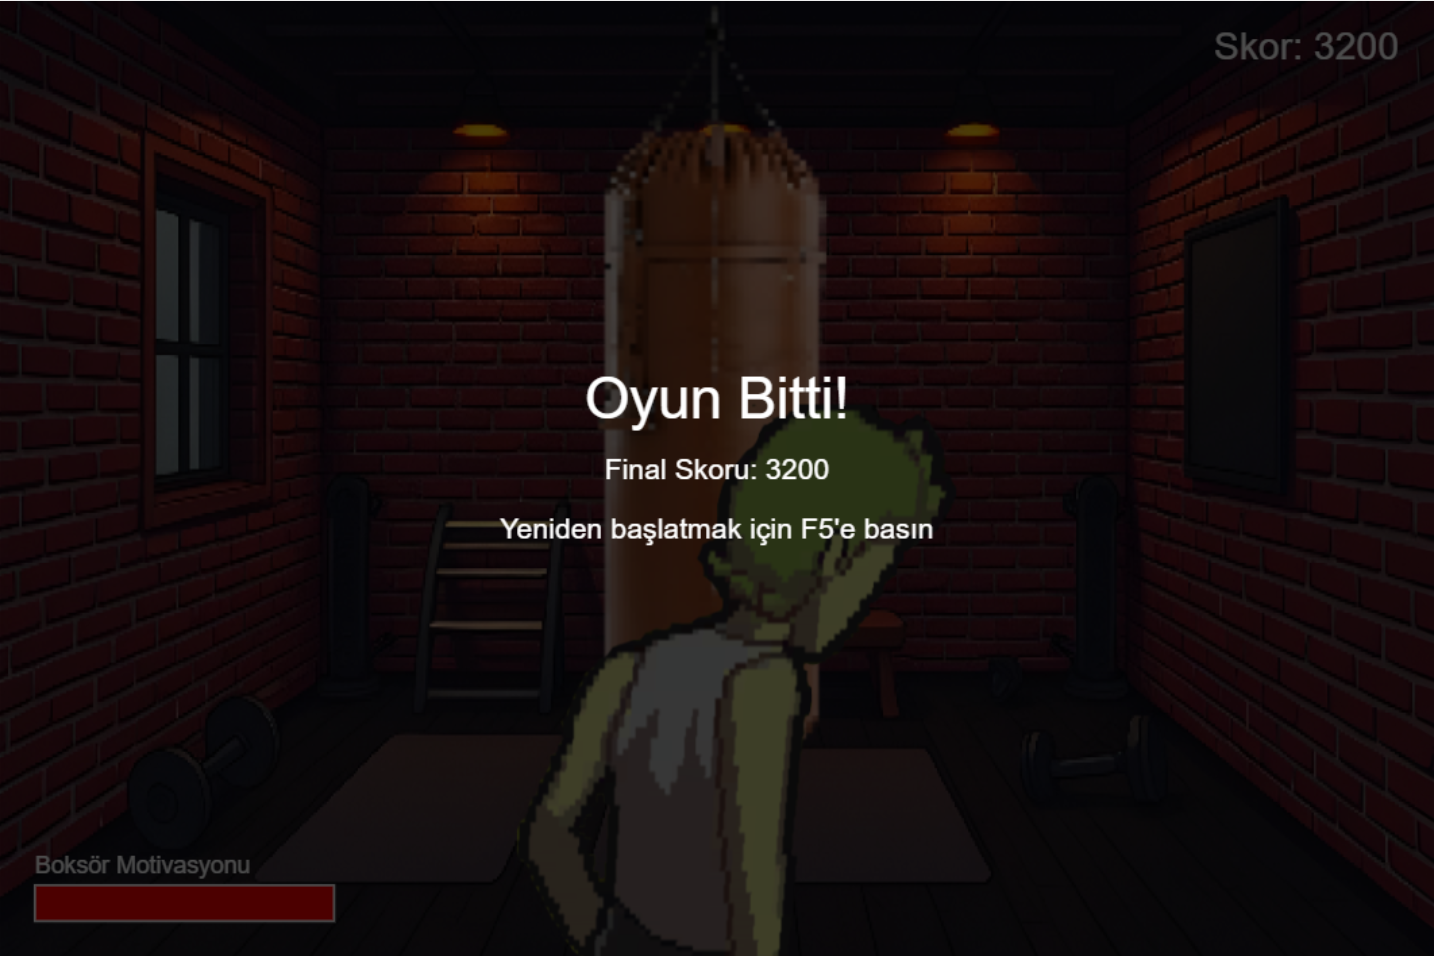 Skor: 3200
Oyun Bitti!
Final Skoru: 3200
Yeniden başlatmak için F5'e basın
Boksör Motivasyonu